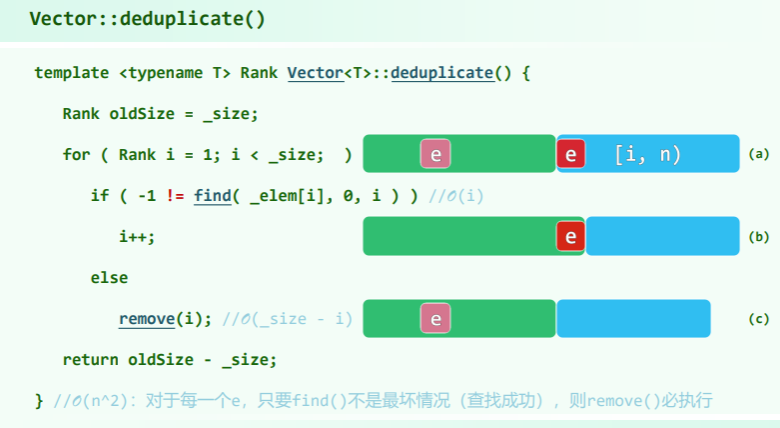 Vector::deduplicate()
template <typename T> Rank Vector<T>::deduplicate() {
Rank oldSize = _size;
for ( Rank i = 1; i < _size; ) e e [i, n) (a)
if ( -1 != find( _elem[i], 0, i ) ) //O(i)
i++; e (b)
else
remove(i); //O(_size - i) e (c)
return oldSize - _size;
} //O(n^2)：对于每一个e，只要find()不是最坏情况（查找成功），则remove()必执行